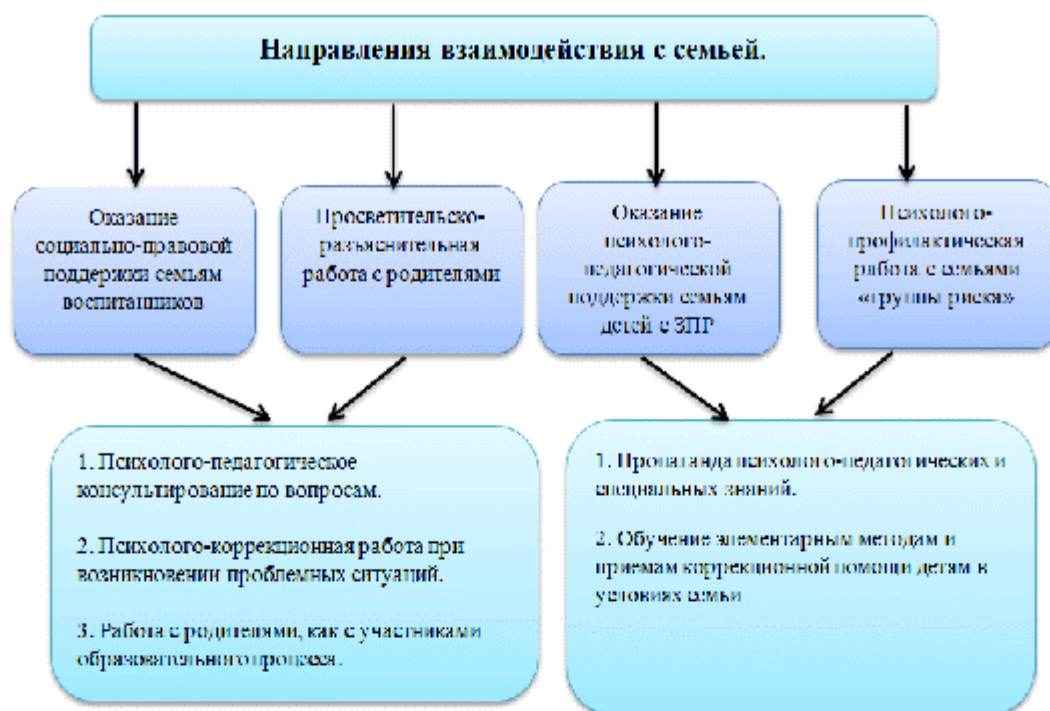 Направления взаимодействия с семьей.
Оказание
социально-правовой
поддержки семьям
воспитанников
Просветительско-
разъяснительная
работа с родителями
Оказание
психолого-
педагогической
поддержки семьям
детей с ЗПР
Психолого-
профилактическая
работа с семьями
«группы риска»
1. Психолого-педагогическое
консультирование по вопросам.
2. Психолого-коррекционная работа при
возникновении проблемных ситуаций.
3. Работа с родителями, как с участниками
образовательного процесса.
1. Пропаганда психолого-педагогических и
специальных знаний.
2. Обучение элементарным методам и
приемам коррекционной помощи детям в
условиях семьи